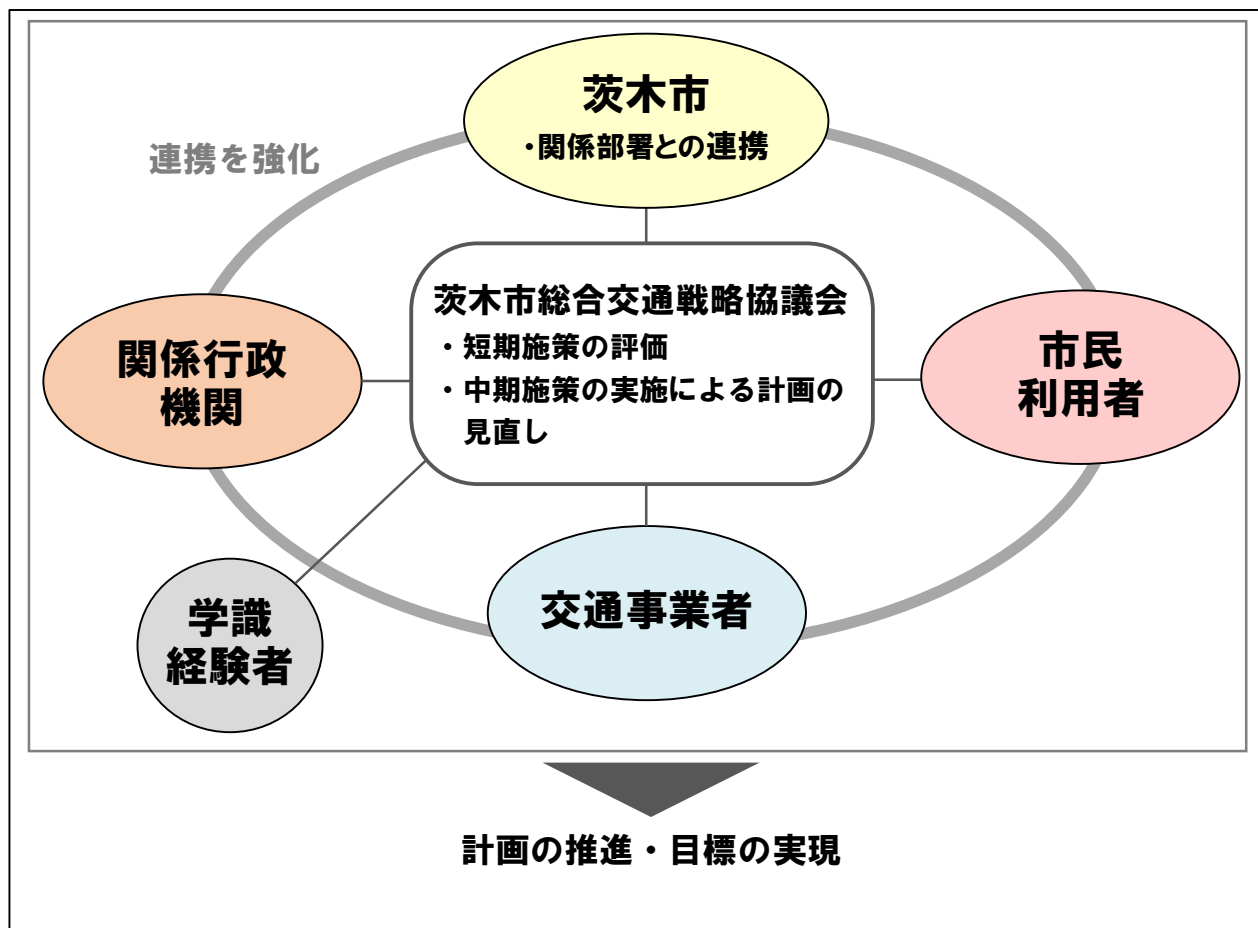 茨木市
・関係部署との連携
連携を強化
茨木市総合交通戦略協議会
・短期施策の評価
・中期施策の実施による計画の
見直し
関係行政
機関
市民
利用者
学識
経験者
交通事業者
計画の推進・目標の実現